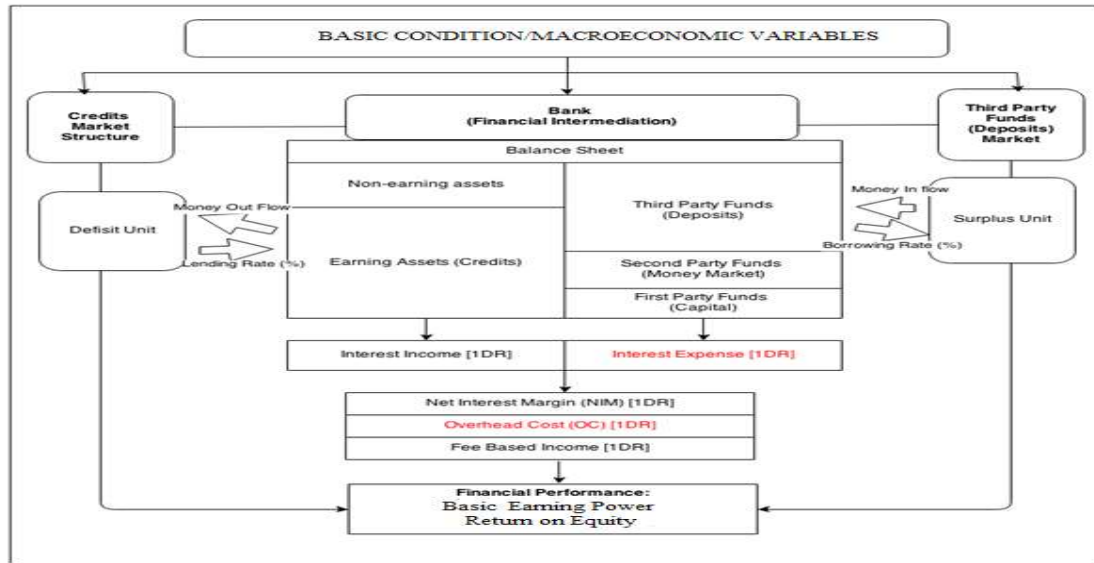 BASIC CONDITION/MACROECONOMIC VARIABLES
Credits
Market
Structure
Bank
(Financial Intermediation)
Third Party
Funds
(Deposits)
Market
Balance Sheet
Non-earning assets
Third Party Funds
(Deposits)
Money Out Flow
Defisit Unit
Lending Rate (%)
Money In flow
Surplus Unit
Borrowing Rate (%)
Earning Assets (Credits)
Second Party Funds
(Money Market)
First Party Funds
(Capital)
Interest Income [1DR]
Interest Expense [1DR]
Net Interest Margin (NIM) [1DR]
Overhead Cost (OC) [1DR]
Fee Based Income [1DR]
Financial Performance:
Basic Earning Power
Return on Equity